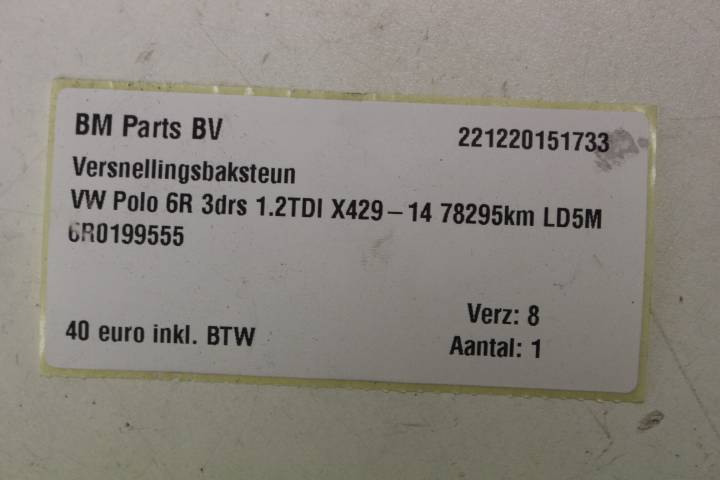 BM Parts BV 221220151733
Versnellingsbaksteun
VW Polo 6R 3drs 1.2TDI X429-14 78295km LD5M
6R0199555
Verz: 8
40 euro inkl. BTW
Aantal: 1